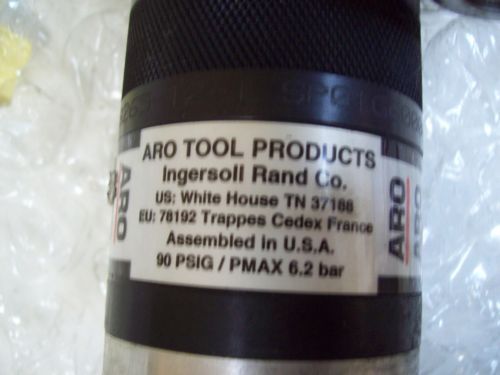 ARO TOOL PRODUCTS
Ingersoll Rand Co.
US: White House TN 37188
EU: 78192 Trappes Cedex France
Assembled in U.S.A.
90 PSIG / PMAX 6.2 bar
ARO
ARO